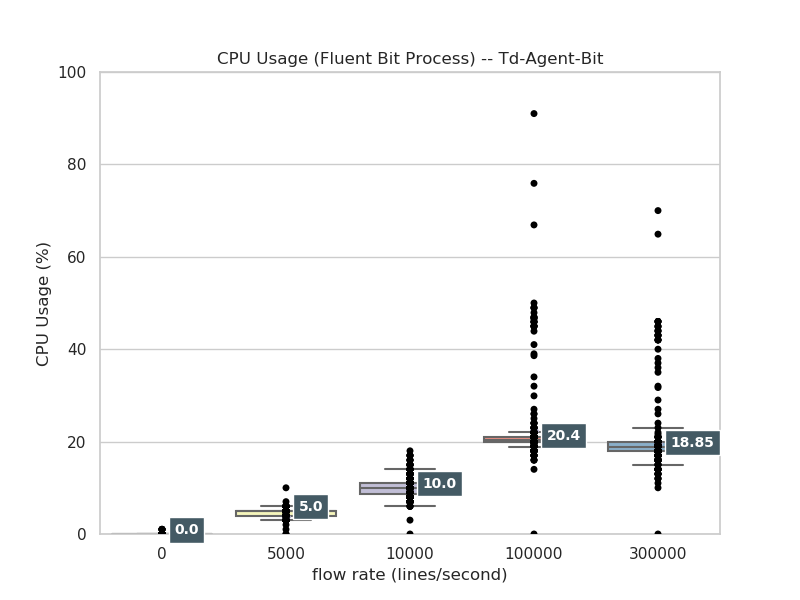 CPU Usage (Fluent Bit Process) -- Td-Agent-Bit
100
80
60
40
20
0
CPU Usage (%)
0.0
5.0
10.0
20.4
18.85
0 5000 10000 100000 300000
flow rate (lines/second)